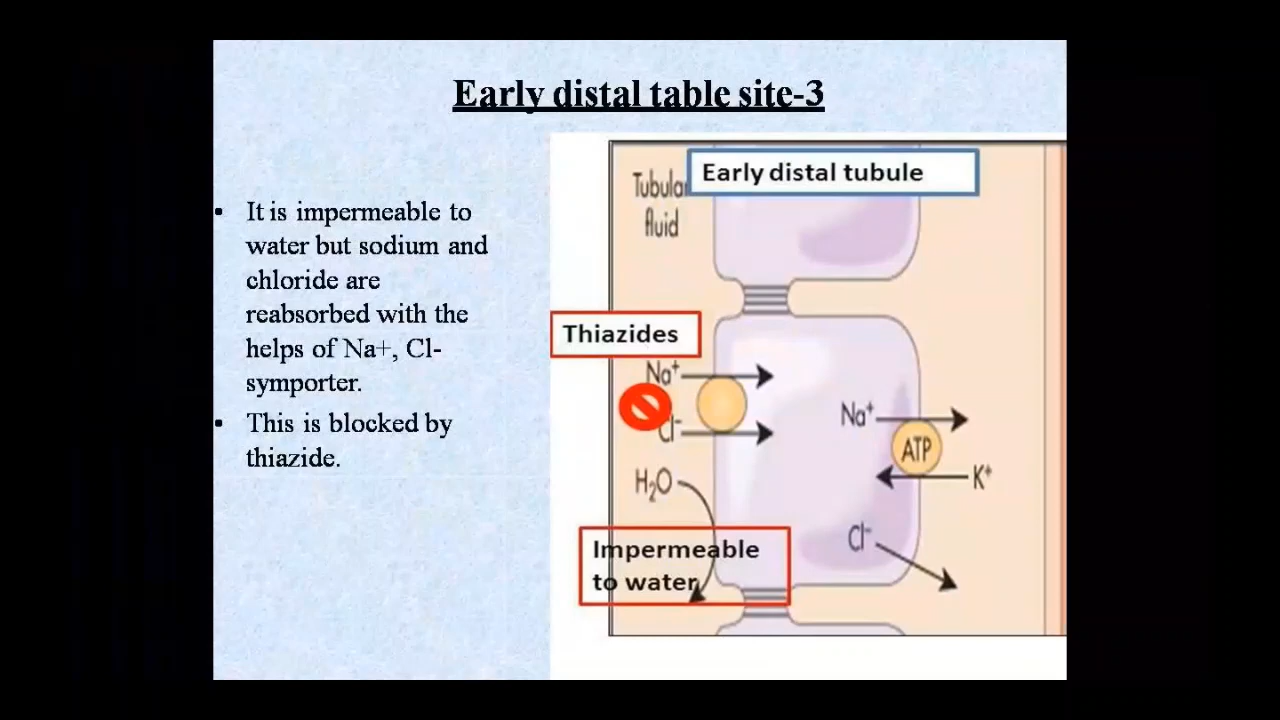 Early distal table site-3
• It is impermeable to
water but sodium and
chloride are
reabsorbed with the
helps of Na+, Cl-
symporter.
• This is blocked by
thiazide.
Early distal tubule
Tubular
fluid
Thiazides
Na⁺
Cl⁻
H₂O
Impermeable
to water
Na⁺
ATP
K⁺
Cl⁻